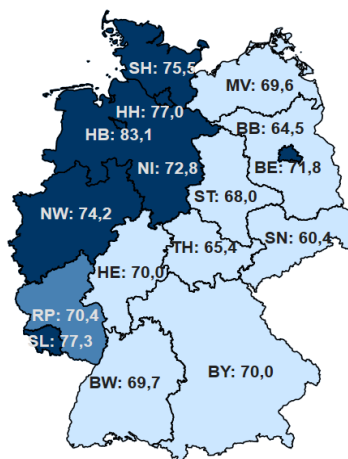 SH: 75,5
MV: 69,6
HH: 77,0
BB: 64,5
HB: 83,1
NI: 72,8
BE: 71,8
ST: 68,0
NW: 74,2
SN: 60,4
TH: 65,4
HE: 70,0
RP: 70,4
SL: 77,3
BW: 69,7
BY: 70,0